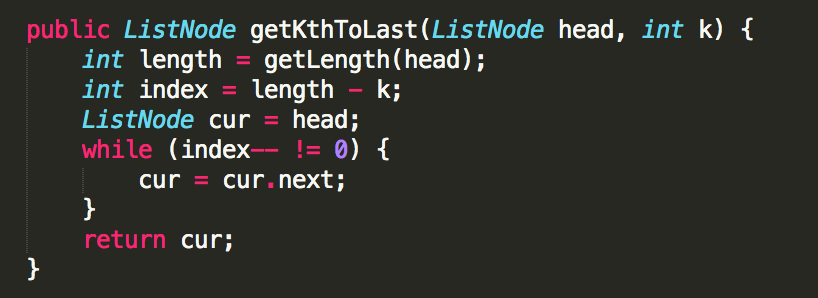 public ListNode getKthToLast(ListNode head, int k) {
    int length = getLength(head);
    int index = length - k;
    ListNode cur = head;
    while (index-- != 0) {
        cur = cur.next;
    }
    return cur;
}